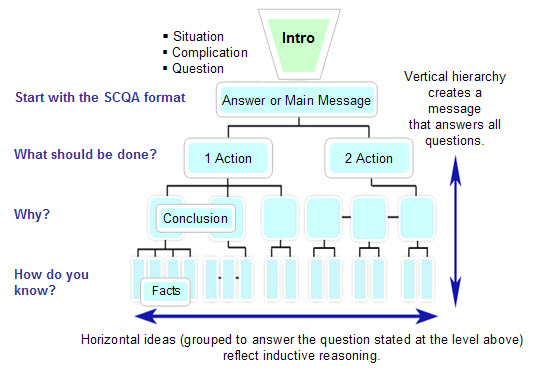 ▪ Situation
▪ Complication
▪ Question
Intro
Start with the SCQA format
Answer or Main Message
Vertical hierarchy
creates a
message
that answers all
questions.
What should be done?
1 Action
2 Action
Why?
Conclusion
How do you
know?
Facts
Horizontal ideas (grouped to answer the question stated at the level above)
reflect inductive reasoning.